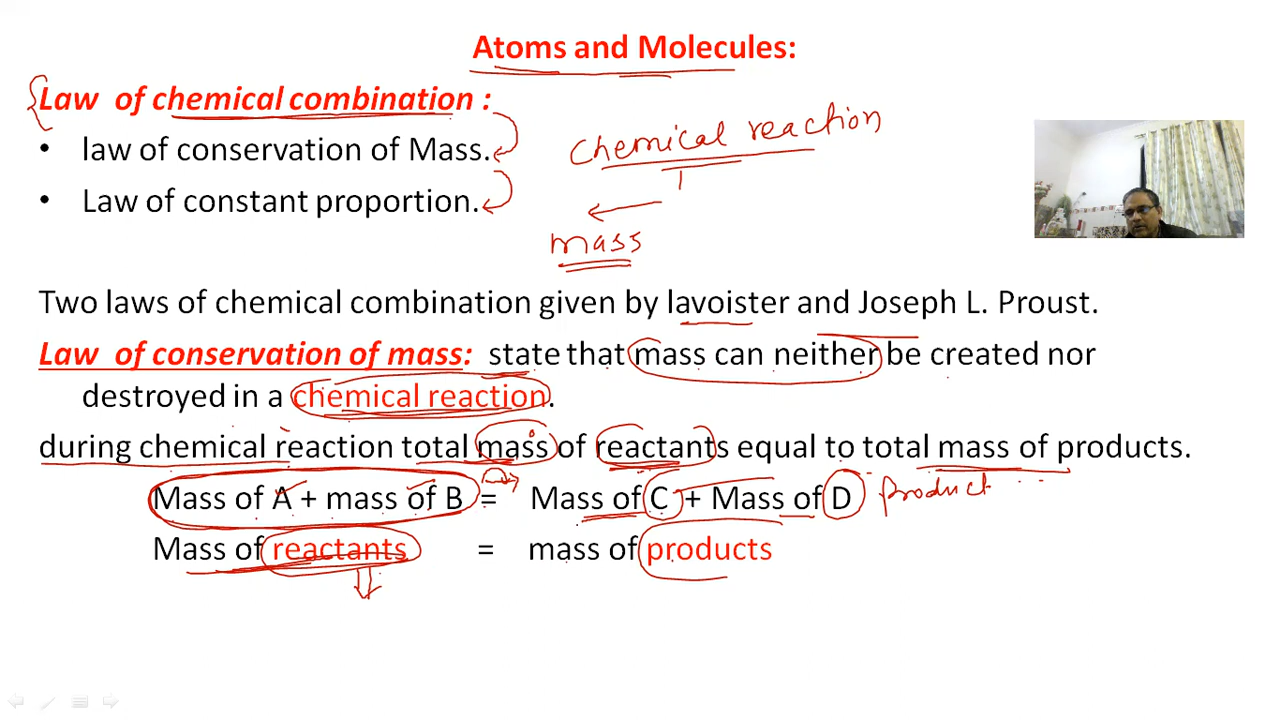 Atoms and Molecules:
Law of chemical combination :
• law of conservation of Mass.
• Law of constant proportion.
chemical reaction
mass
Two laws of chemical combination given by lavoister and Joseph L. Proust.
Law of conservation of mass: state that mass can neither be created nor
destroyed in a chemical reaction.
during chemical reaction total mass of reactants equal to total mass of products.
Mass of A + mass of B = Mass of C + Mass of D product
Mass of reactants = mass of products